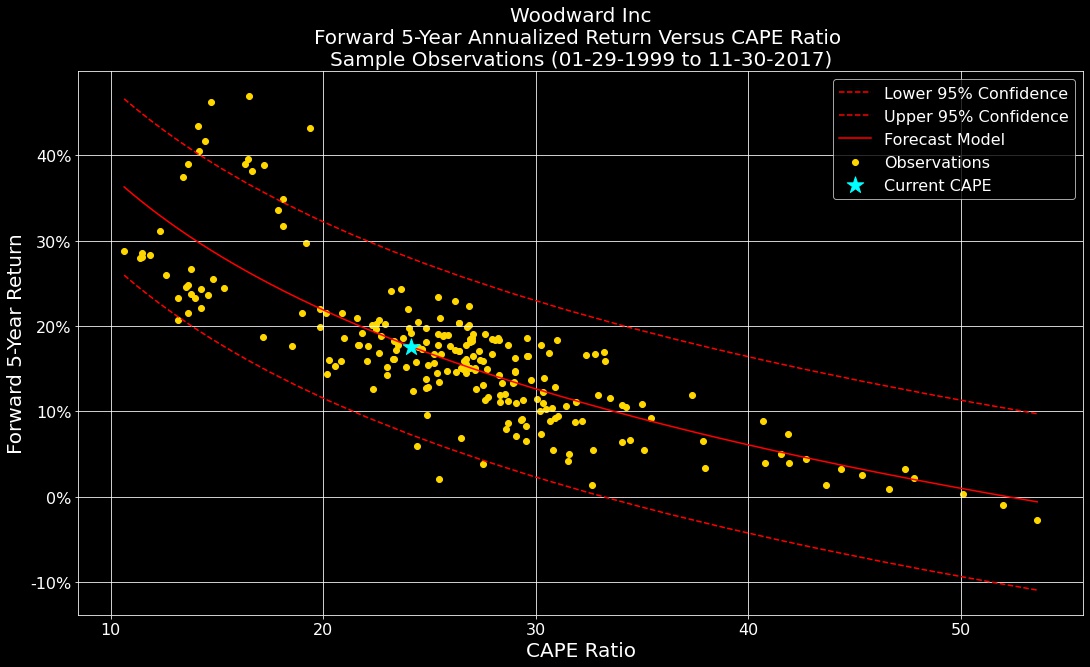 Woodward Inc
Forward 5-Year Annualized Return Versus CAPE Ratio
Sample Observations (01-29-1999 to 11-30-2017)
Lower 95% Confidence
Upper 95% Confidence
Forecast Model
Observations
Current CAPE
Forward 5-Year Return
40%
30%
20%
10%
0%
-10%
10 20 30 40 50
CAPE Ratio